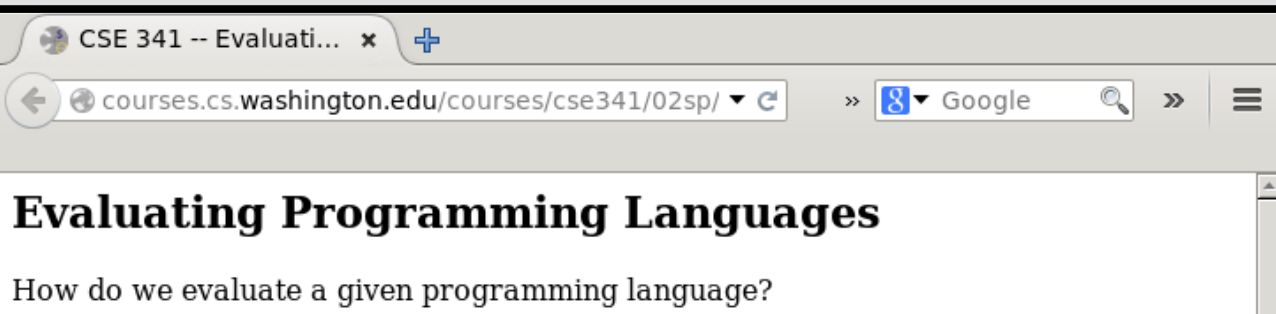 CSE 341 -- Evaluati...
courses.cs.washington.edu/courses/cse341/02sp/
» 8 Google »
Evaluating Programming Languages
How do we evaluate a given programming language?